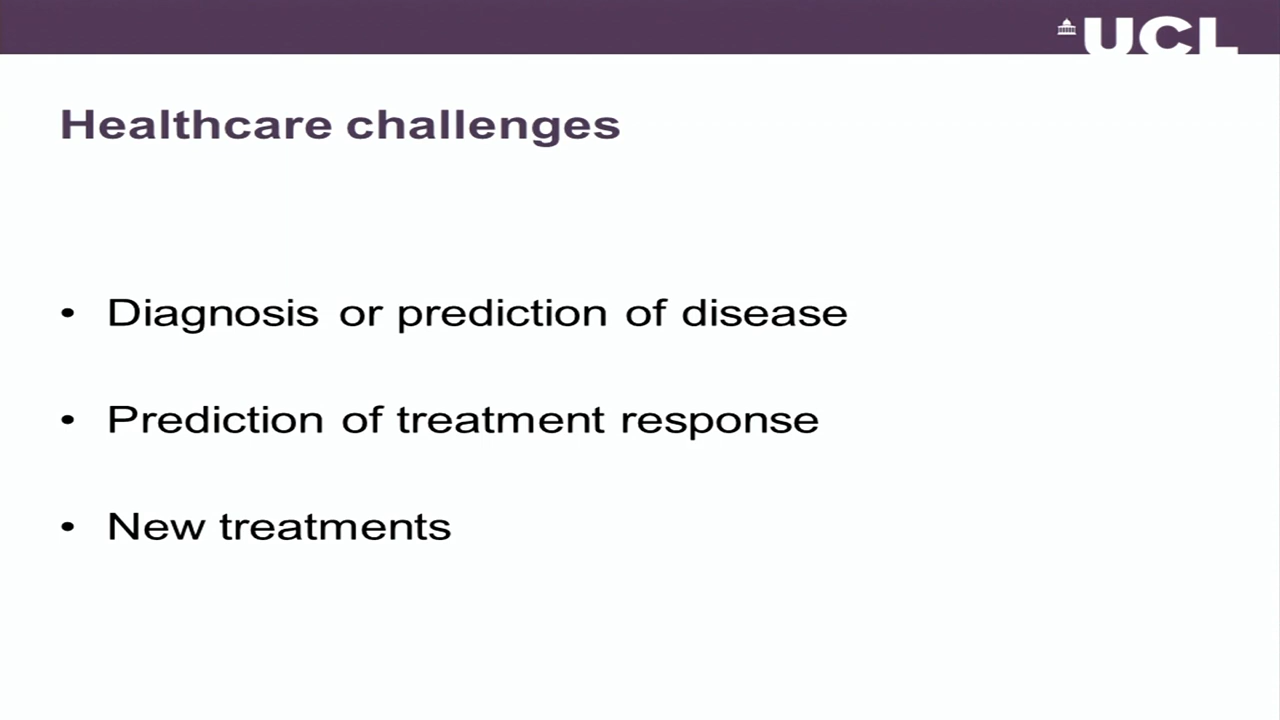 UCL
Healthcare challenges
• Diagnosis or prediction of disease
• Prediction of treatment response
• New treatments